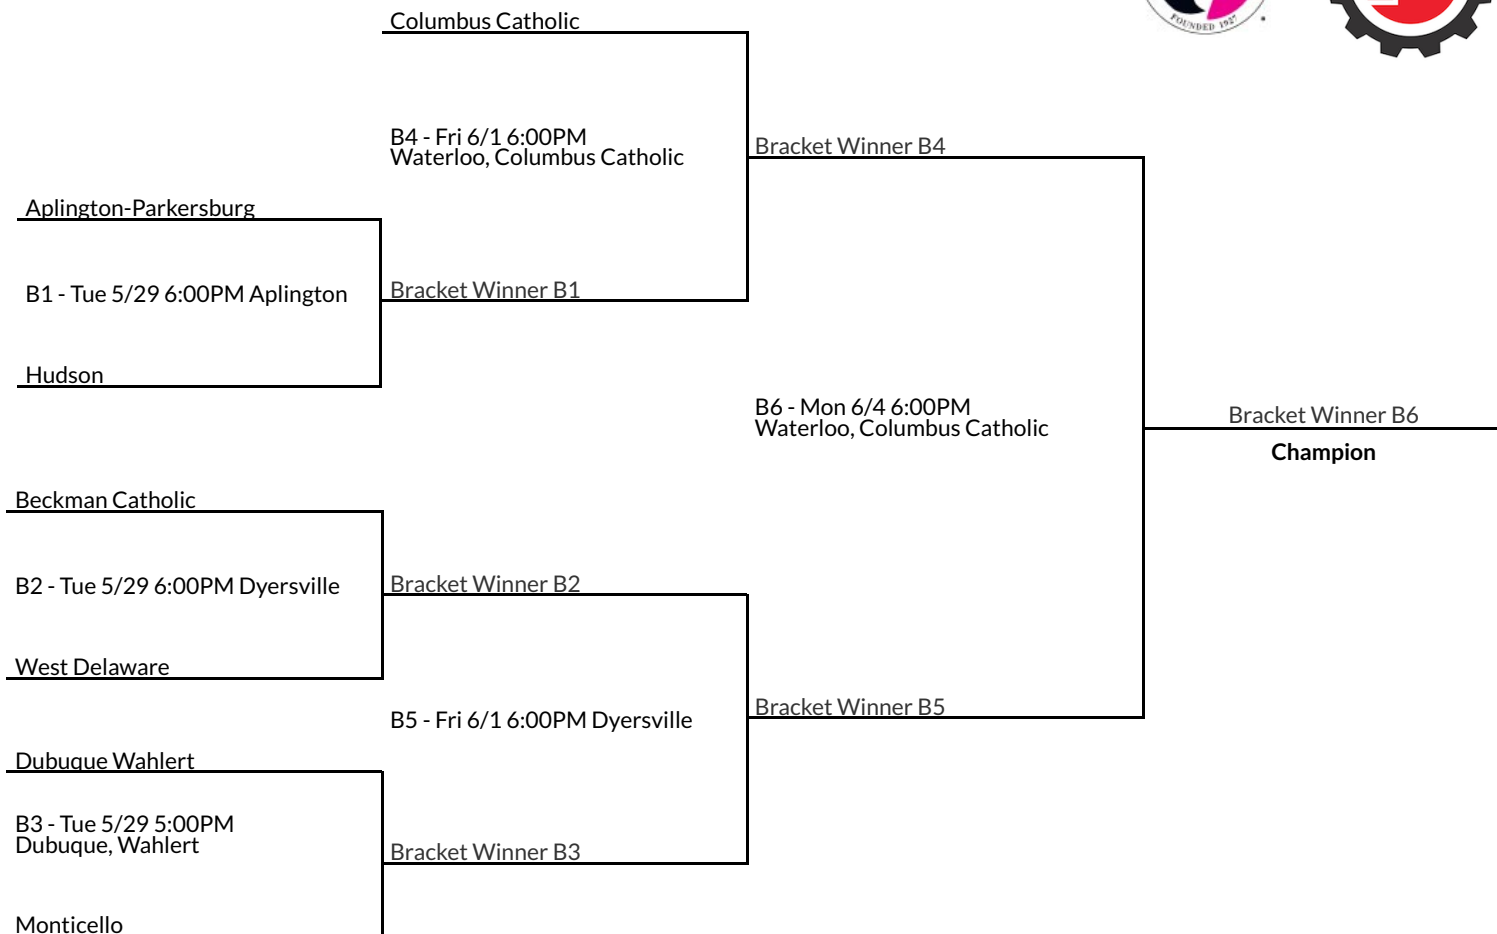 Columbus Catholic
FOUNDED 1927
B4 - Fri 6/1 6:00PM
Waterloo, Columbus Catholic
Bracket Winner B4
Aplington-Parkersburg
B1 - Tue 5/29 6:00PM Aplington
Bracket Winner B1
Hudson
B6 - Mon 6/4 6:00PM
Waterloo, Columbus Catholic
Bracket Winner B6
Champion
Beckman Catholic
B2 - Tue 5/29 6:00PM Dyersville
Bracket Winner B2
West Delaware
B5 - Fri 6/1 6:00PM Dyersville
Bracket Winner B5
Dubuque Wahlert
B3 - Tue 5/29 5:00PM
Dubuque, Wahlert
Bracket Winner B3
Monticello